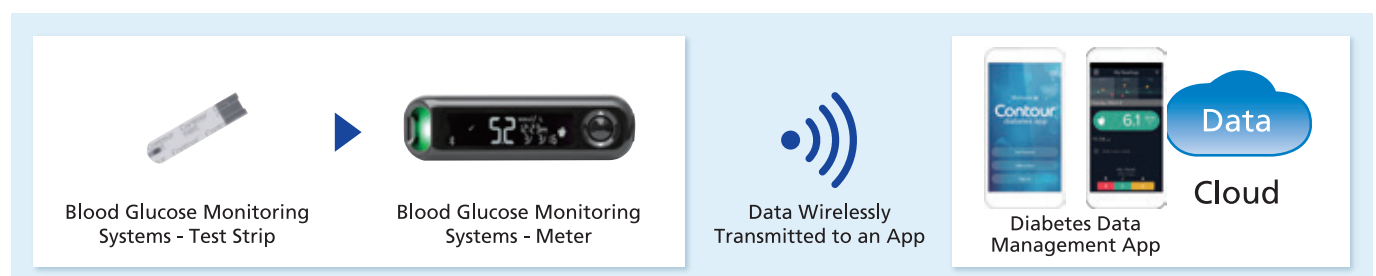 Blood Glucose Monitoring
Systems - Test Strip
Blood Glucose Monitoring
Systems - Meter
52
Data Wirelessly
Transmitted to an App
Contour
diabetes app
6.1
Diabetes Data
Management App
Data
Cloud